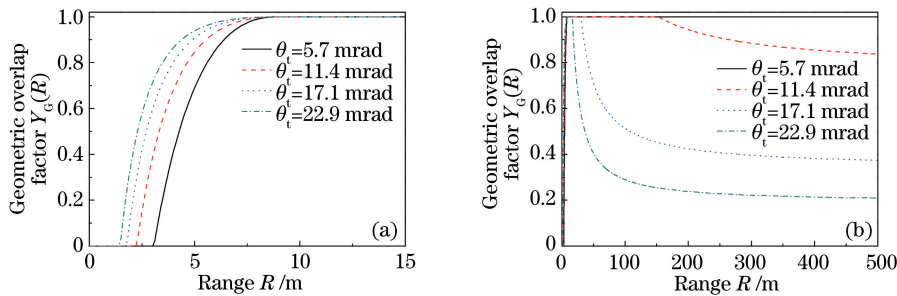 Geometric overlap
factor Y_G(R)
1.0
0.8
0.6
0.4
0.2
0
θ_t=5.7 mrad
θ_t=11.4 mrad
θ_t=17.1 mrad
θ_t=22.9 mrad
(a)
0 5 10 15
Range R /m
Geometric overlap
factor Y_G(R)
1.0
0.8
0.6
0.4
0.2
0
θ_t=5.7 mrad
θ_t=11.4 mrad
θ_t=17.1 mrad
θ_t=22.9 mrad
(b)
0 100 200 300 400 500
Range R /m